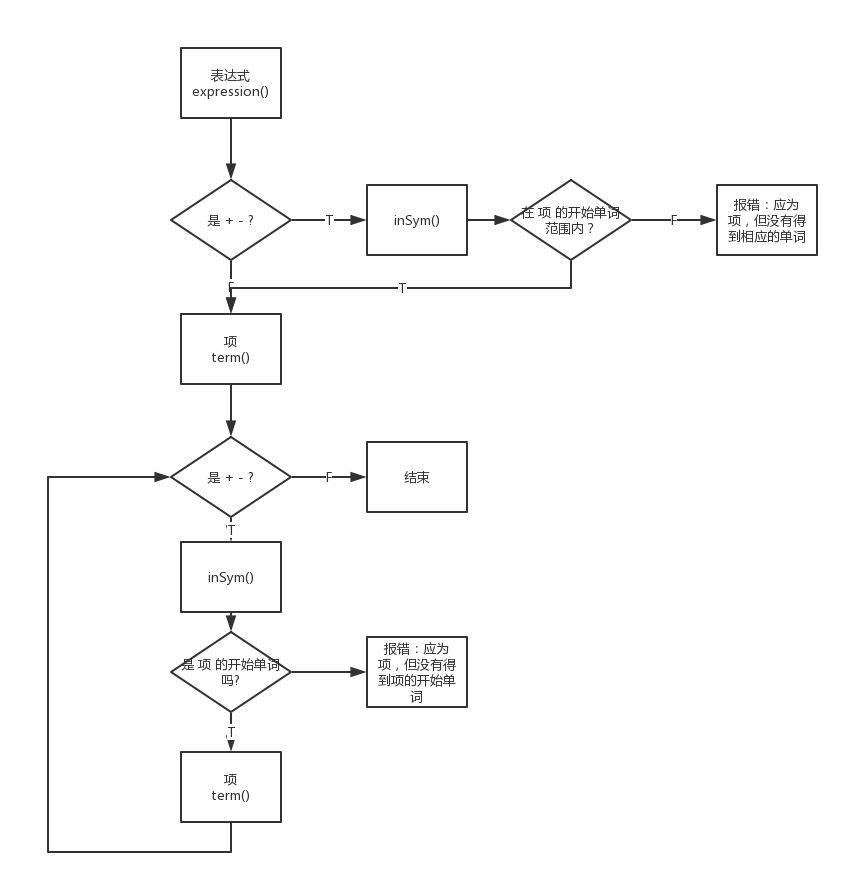 表达式
expression()
是 + - ?
T
inSym()
在 项 的开始单词
范围内？
F
报错：应为
项，但没有得
到相应的单词
F
T
项
term()
是 + - ?
F
结束
T
inSym()
是 项 的开始单词
吗?
报错：应为
项，但没有得
到项的开始单
词
T
项
term()